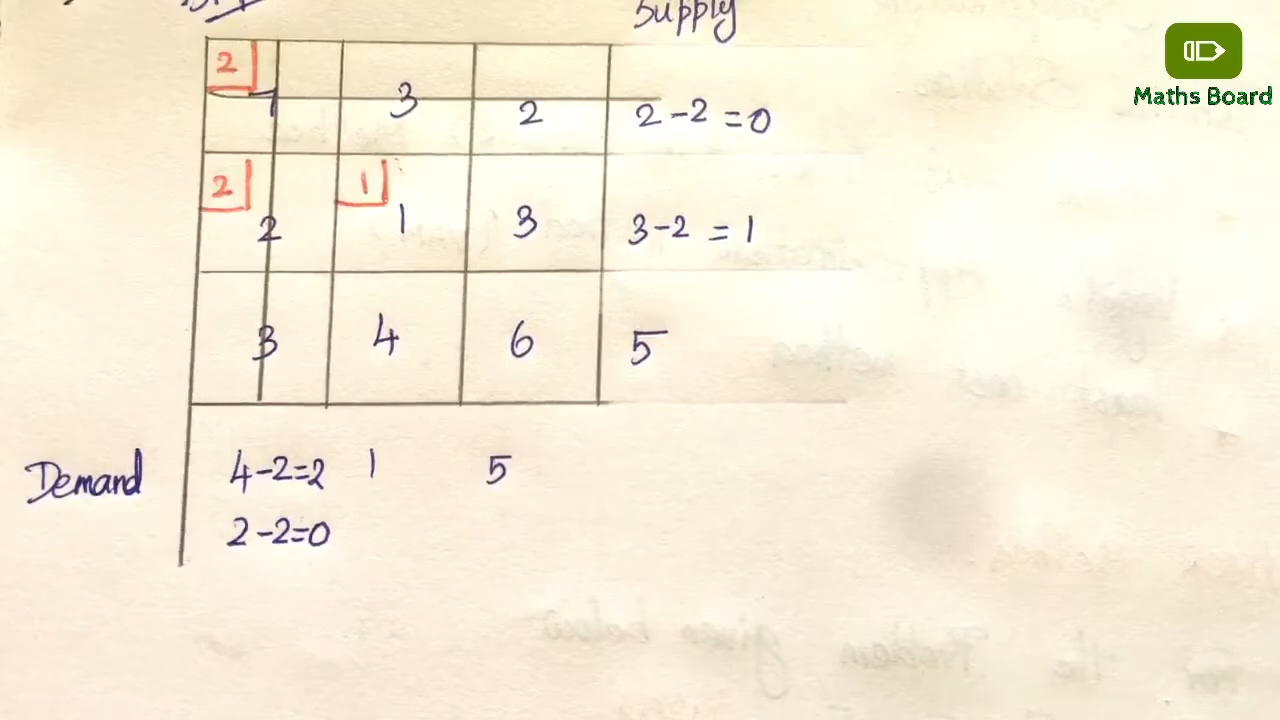 Supply
2
1 3 2 2-2=0
2 1
2 1 3 3-2=1
3 4 6 5
Demand 4-2=2 1 5
2-2=0
Maths Board